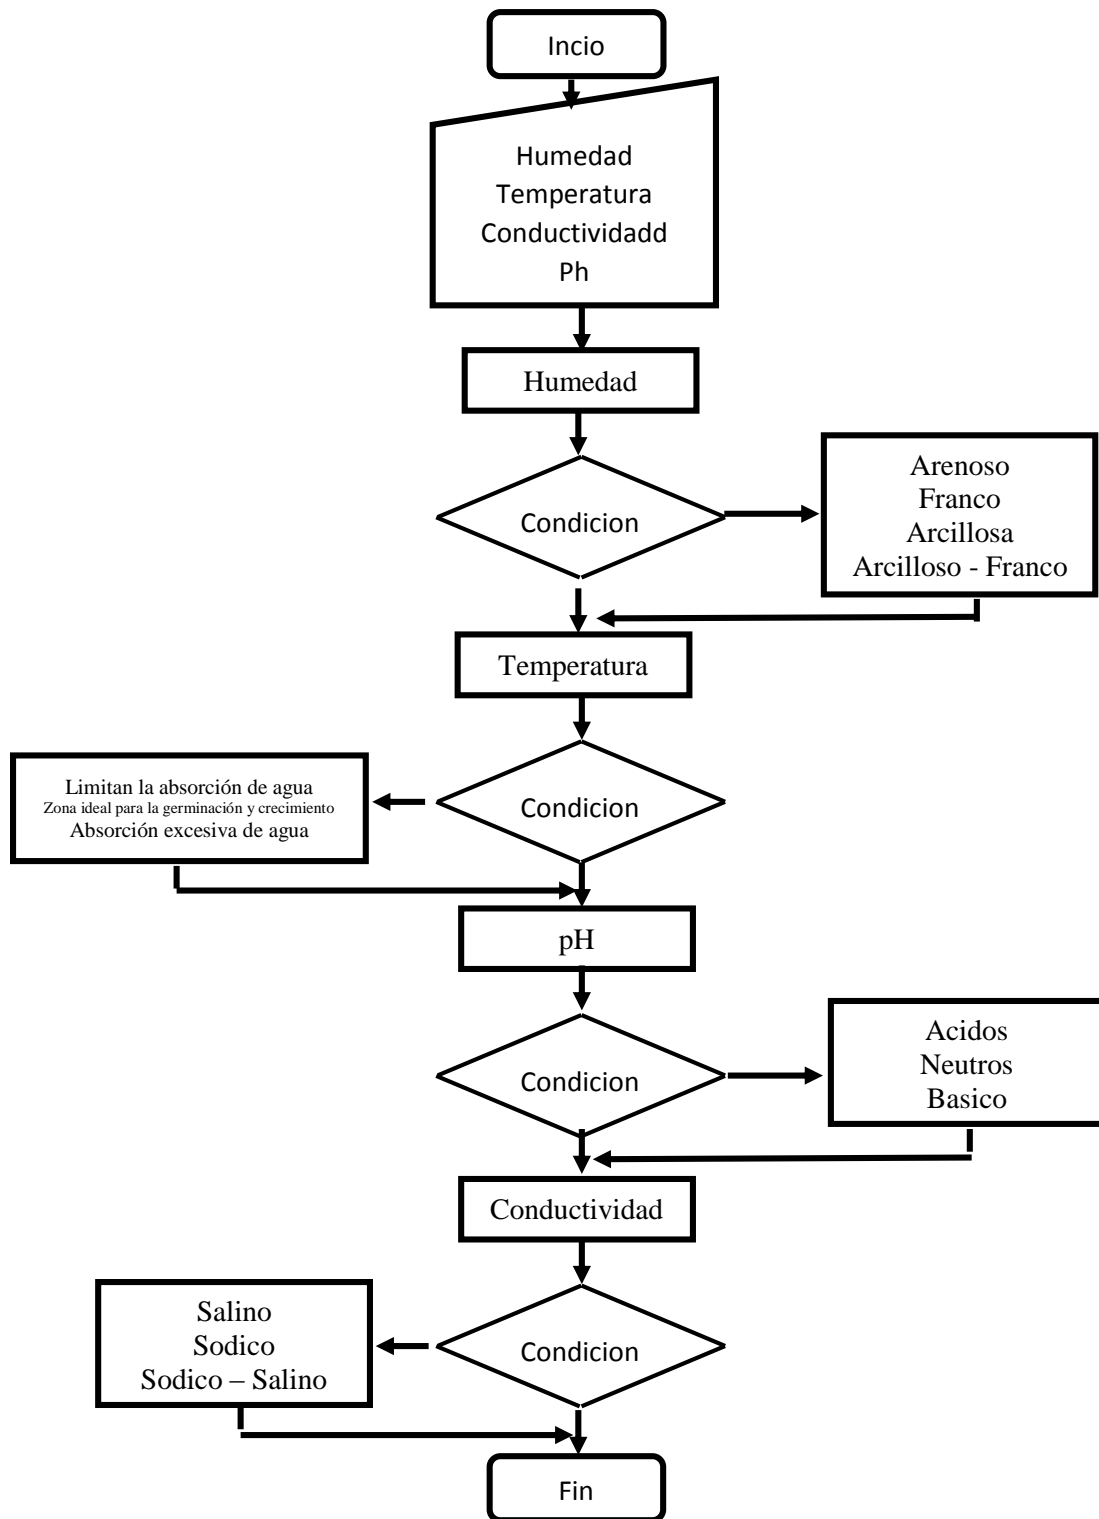 Incio
Humedad
Temperatura
Conductividadd
Ph
Humedad
Condicion
Arenoso
Franco
Arcillosa
Arcilloso - Franco
Temperatura
Condicion
Limitan la absorción de agua
Zona ideal para la germinación y crecimiento
Absorción excesiva de agua
pH
Condicion
Acidos
Neutros
Basico
Conductividad
Condicion
Salino
Sodico
Sodico – Salino
Fin